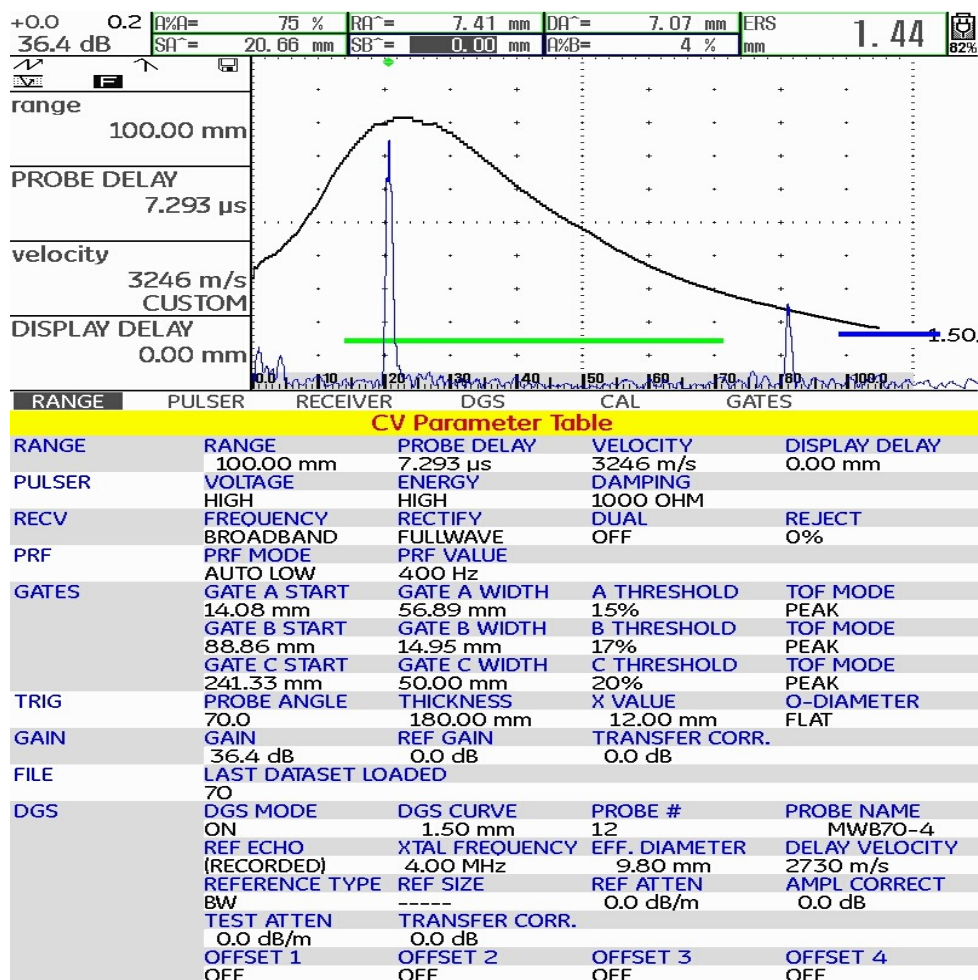 +0.0 0.2 A%A= 75 % RA^= 7.41 mm DA^= 7.07 mm ERS
36.4 dB SA^= 20.66 mm SB^= 0.00 mm A%B= 4 % mm 1.44 82%
F
range
100.00 mm
PROBE DELAY
7.293 µs
velocity
3246 m/s
CUSTOM
DISPLAY DELAY
0.00 mm
1.50
0.0 10 20 30 40 50 60 70 80 90 100.0
RANGE PULSER RECEIVER DGS CAL GATES
CV Parameter Table
RANGE RANGE PROBE DELAY VELOCITY DISPLAY DELAY
100.00 mm 7.293 µs 3246 m/s 0.00 mm
PULSER VOLTAGE ENERGY DAMPING
HIGH HIGH 1000 OHM
RECV FREQUENCY RECTIFY DUAL REJECT
BROADBAND FULLWAVE OFF 0%
PRF PRF MODE PRF VALUE
AUTO LOW 400 Hz
GATES GATE A START GATE A WIDTH A THRESHOLD TOF MODE
14.08 mm 56.89 mm 15% PEAK
GATE B START GATE B WIDTH B THRESHOLD TOF MODE
88.86 mm 14.95 mm 17% PEAK
GATE C START GATE C WIDTH C THRESHOLD TOF MODE
241.33 mm 50.00 mm 20% PEAK
TRIG PROBE ANGLE THICKNESS X VALUE O-DIAMETER
70.0 180.00 mm 12.00 mm FLAT
GAIN GAIN REF GAIN TRANSFER CORR.
36.4 dB 0.0 dB 0.0 dB
FILE LAST DATASET LOADED
70
DGS DGS MODE DGS CURVE PROBE # PROBE NAME
ON 1.50 mm 12 MWB70-4
REF ECHO XTAL FREQUENCY EFF. DIAMETER DELAY VELOCITY
(RECORDED) 4.00 MHz 9.80 mm 2730 m/s
REFERENCE TYPE REF SIZE REF ATTEN AMPL CORRECT
BW ----- 0.0 dB/m 0.0 dB
TEST ATTEN TRANSFER CORR.
0.0 dB/m 0.0 dB
OFFSET 1 OFFSET 2 OFFSET 3 OFFSET 4
OFF OFF OFF OFF